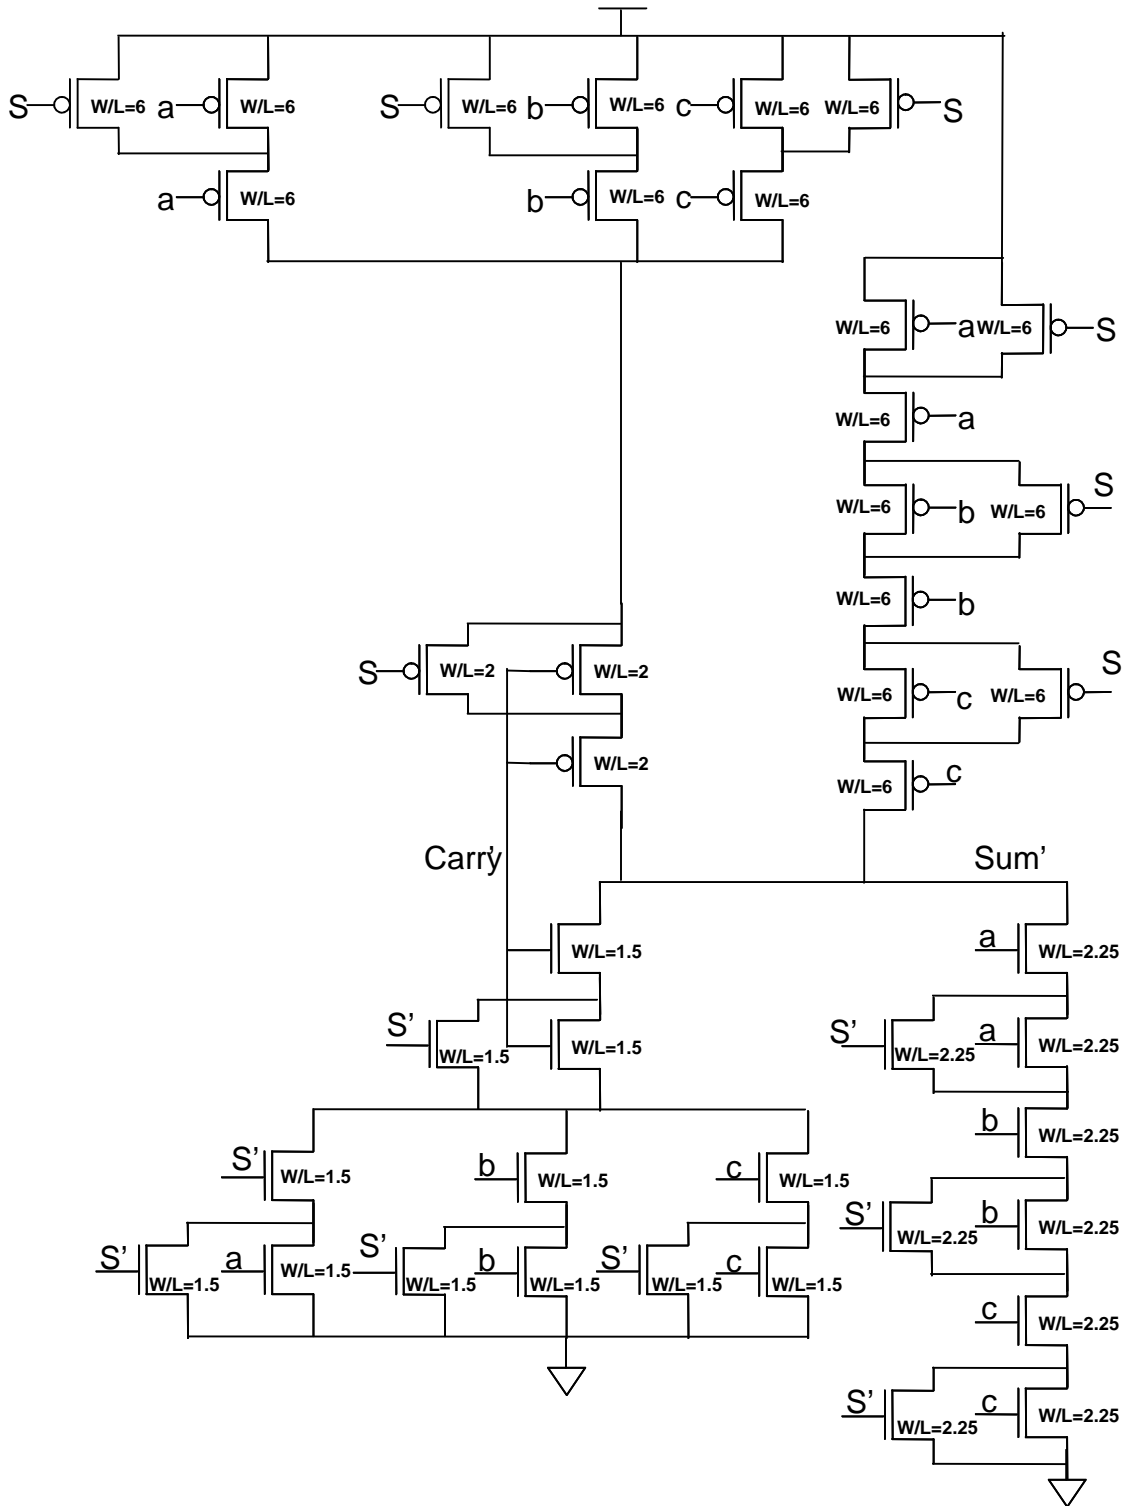 S W/L=6 a W/L=6 S W/L=6 b W/L=6 c W/L=6 W/L=6 S
a W/L=6 b W/L=6 c W/L=6
W/L=6 a W/L=6 S
W/L=6 a
W/L=6 b W/L=6 S
W/L=6 b
S W/L=2 W/L=2
W/L=6 c W/L=6 S
W/L=2
W/L=6 c
Carry' Sum'
W/L=1.5 a W/L=2.25
S' W/L=1.5 W/L=1.5 S' W/L=2.25 a W/L=2.25
b W/L=2.25
S' W/L=1.5 b W/L=1.5 c W/L=1.5
S' W/L=2.25 b W/L=2.25
S' W/L=1.5 a W/L=1.5 S' W/L=1.5 b W/L=1.5 S' W/L=1.5 c W/L=1.5
c W/L=2.25
S' W/L=2.25 c W/L=2.25